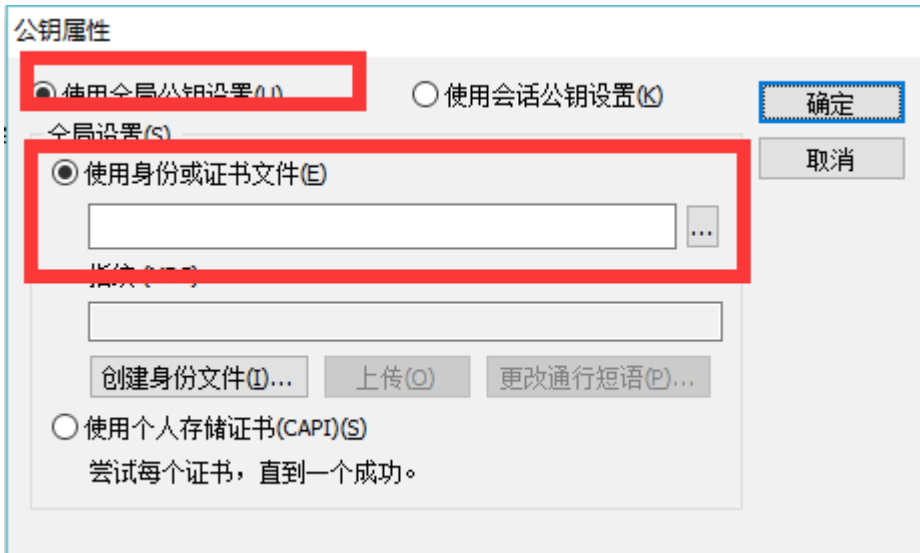 公钥属性
使用全局公钥设置(U)
使用会话公钥设置(K)
确定
全局设置(S)
取消
使用身份或证书文件(E)
...
创建身份文件(I)...
上传(O)
更改通行短语(P)...
使用个人存储证书(CAPI)(S)
尝试每个证书，直到一个成功。